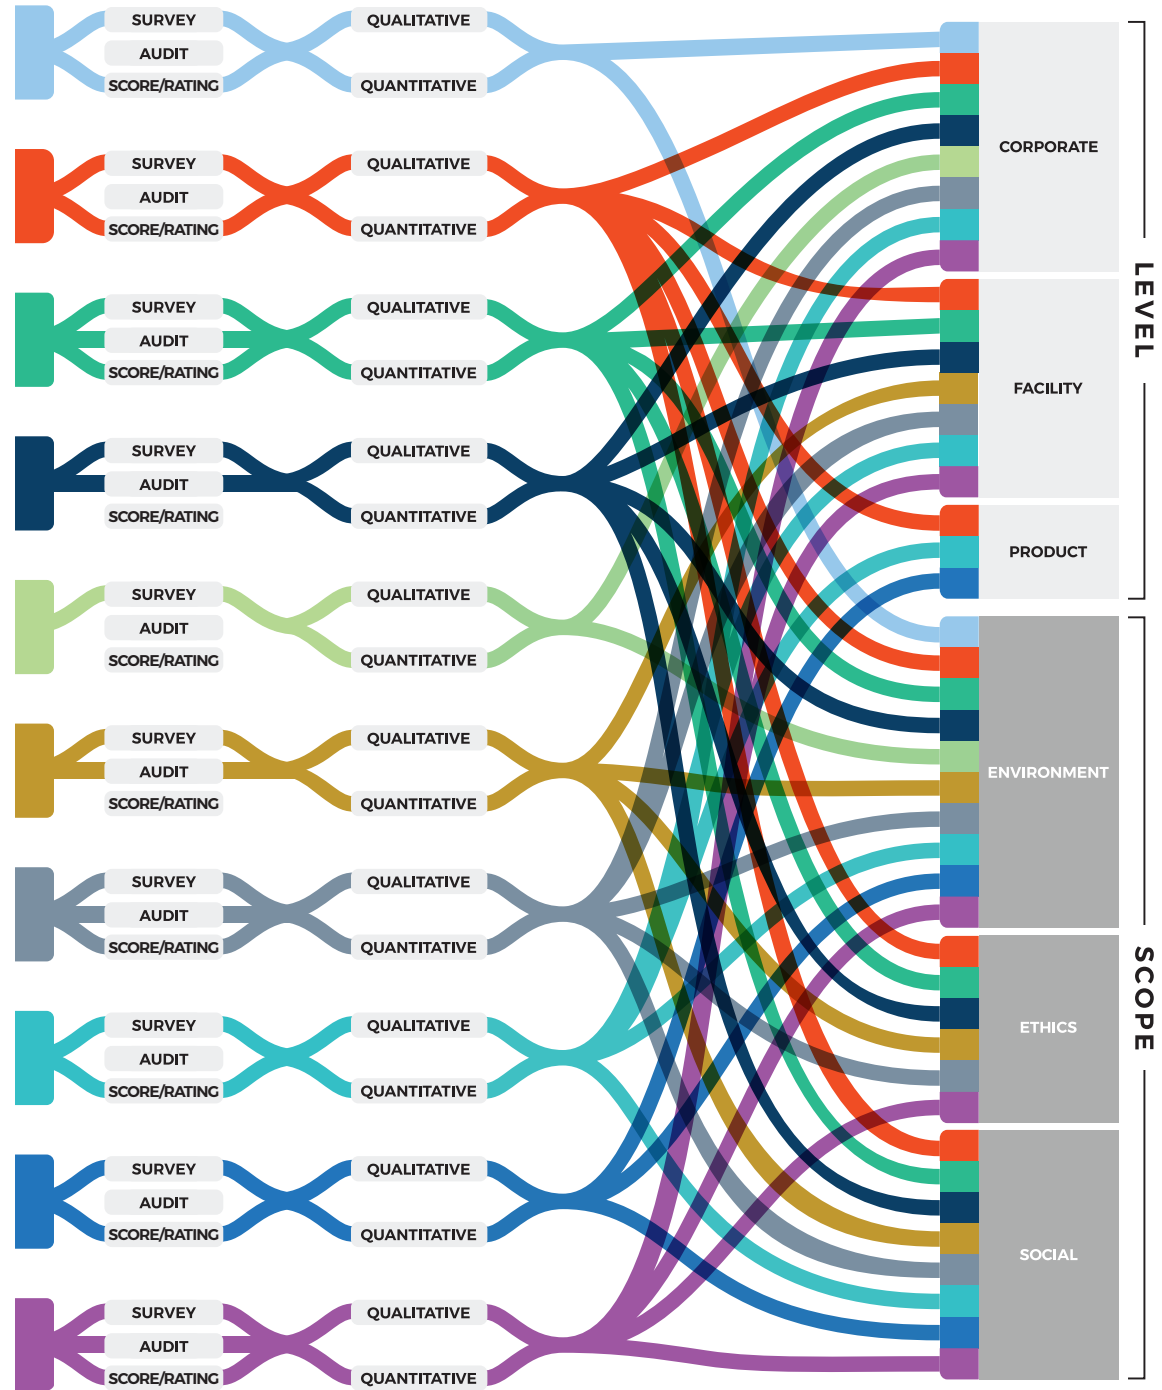 SURVEY
AUDIT
SCORE/RATING
QUALITATIVE
QUANTITATIVE
SURVEY
AUDIT
SCORE/RATING
QUALITATIVE
QUANTITATIVE
SURVEY
AUDIT
SCORE/RATING
QUALITATIVE
QUANTITATIVE
SURVEY
AUDIT
SCORE/RATING
QUALITATIVE
QUANTITATIVE
SURVEY
AUDIT
SCORE/RATING
QUALITATIVE
QUANTITATIVE
SURVEY
AUDIT
SCORE/RATING
QUALITATIVE
QUANTITATIVE
SURVEY
AUDIT
SCORE/RATING
QUALITATIVE
QUANTITATIVE
SURVEY
AUDIT
SCORE/RATING
QUALITATIVE
QUANTITATIVE
SURVEY
AUDIT
SCORE/RATING
QUALITATIVE
QUANTITATIVE
SURVEY
AUDIT
SCORE/RATING
QUALITATIVE
QUANTITATIVE
CORPORATE
FACILITY
PRODUCT
LEVEL
ENVIRONMENT
ETHICS
SOCIAL
SCOPE